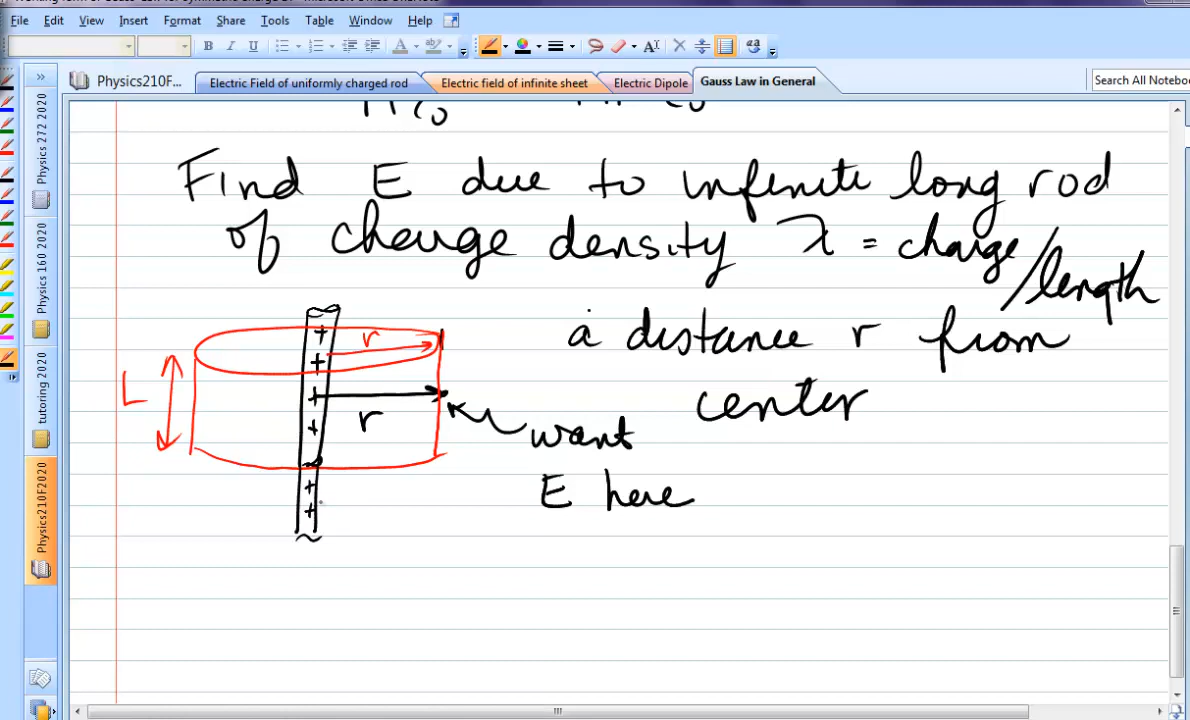 File Edit View Insert Format Share Tools Table Window Help
B I U A ab
Physics210F... Electric Field of uniformly charged rod Electric field of infinite sheet Electric Dipole Gauss Law in General Search All Notebo
Physics 272 2020
Physics 160 2020
tutoring 2020
Physics210F2020
Find E due to infinite long rod
of charge density λ = charge/length
a distance r from
center
r
L
r
want
E here
+
+
+
+
+
+